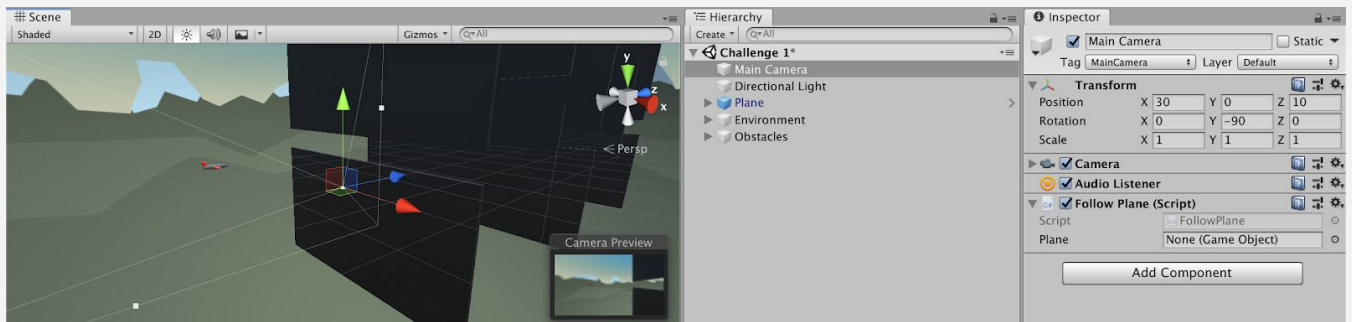 Scene
Shaded 2D Gizmos All
y
z
x
Persp
Camera Preview
Hierarchy
Create All
Challenge 1*
Main Camera
Directional Light
Plane
Environment
Obstacles
Inspector
Main Camera Static
Tag MainCamera Layer Default
Transform
Position X 30 Y 0 Z 10
Rotation X 0 Y -90 Z 0
Scale X 1 Y 1 Z 1
Camera
Audio Listener
Follow Plane (Script)
Script FollowPlane
Plane None (Game Object)
Add Component